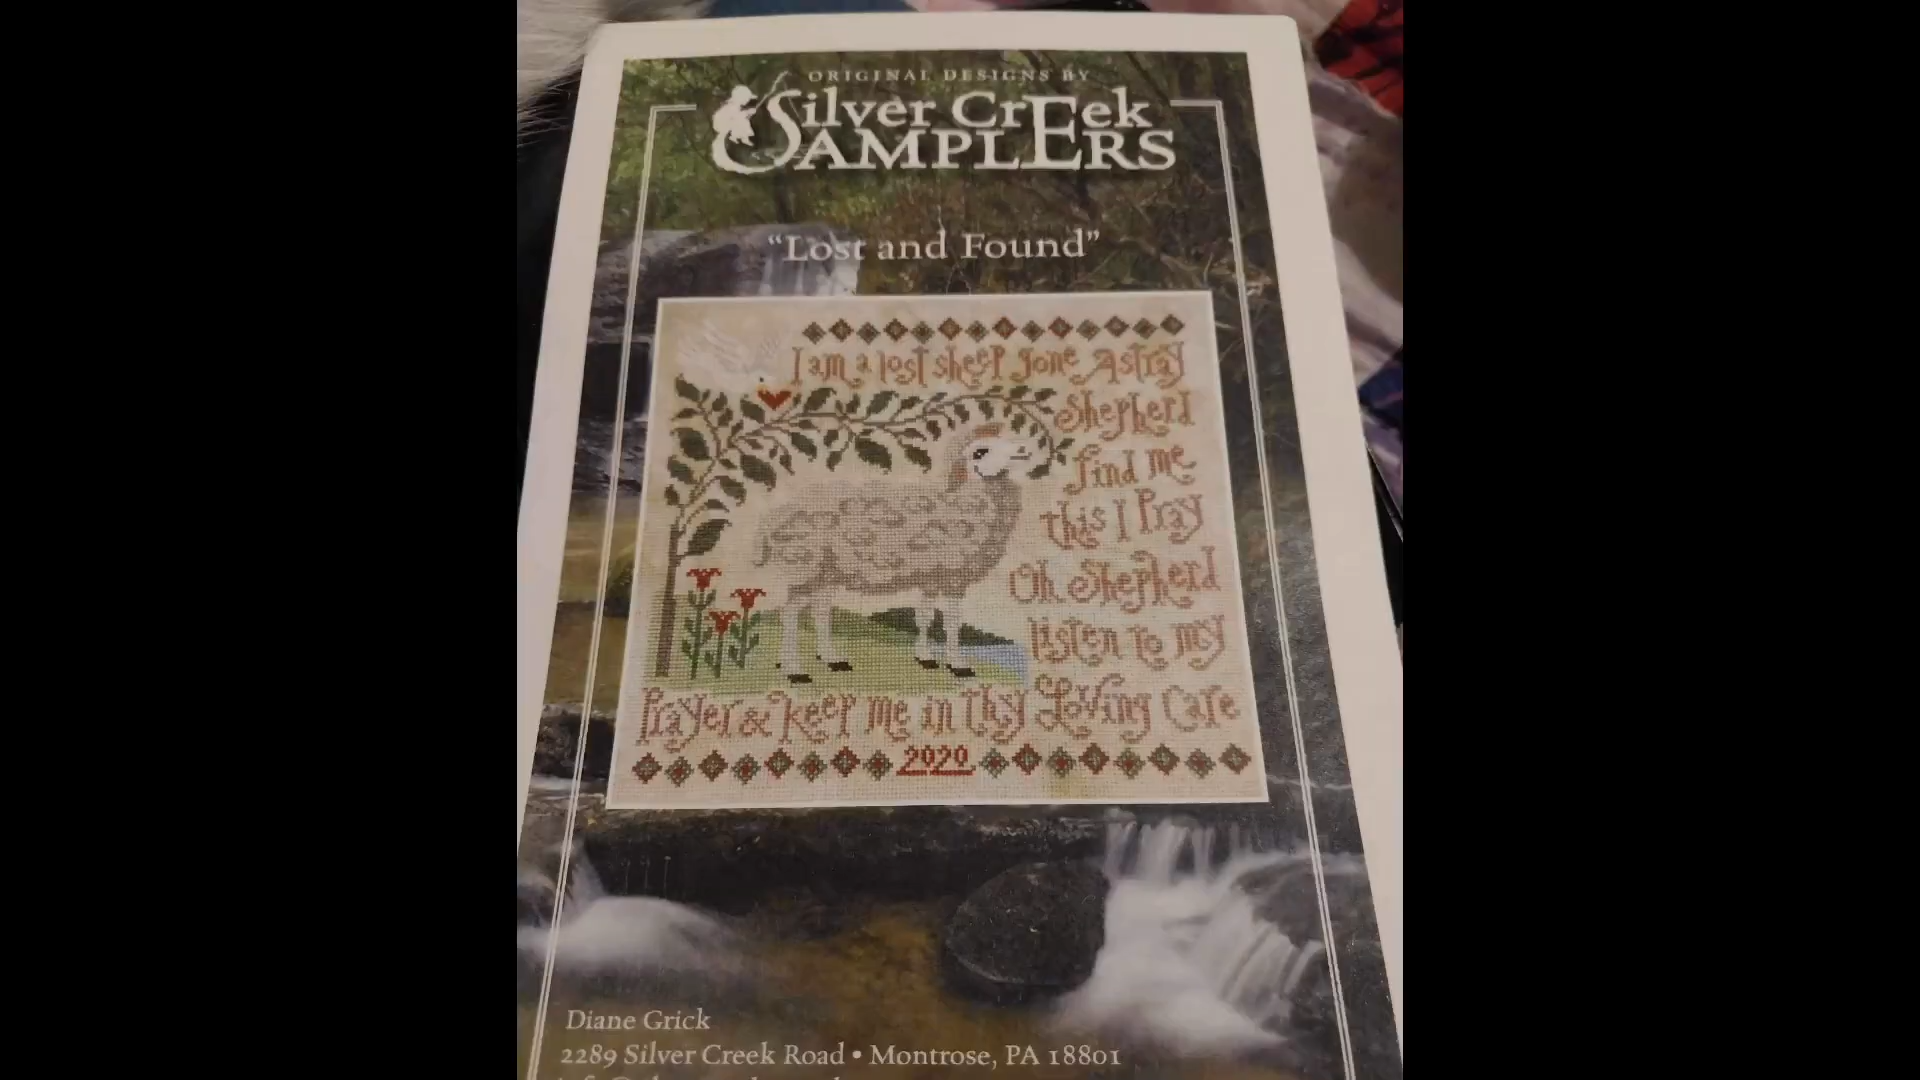 ORIGINAL DESIGNS BY
Silver Creek
SAMPLERS
“Lost and Found”
I am a lost sheep gone Astray
Shepherd
find me
this I Pray
Oh Shepherd
listen to my
Prayer & keep me in thy Loving Care
2020
Diane Grick
2289 Silver Creek Road • Montrose, PA 18801